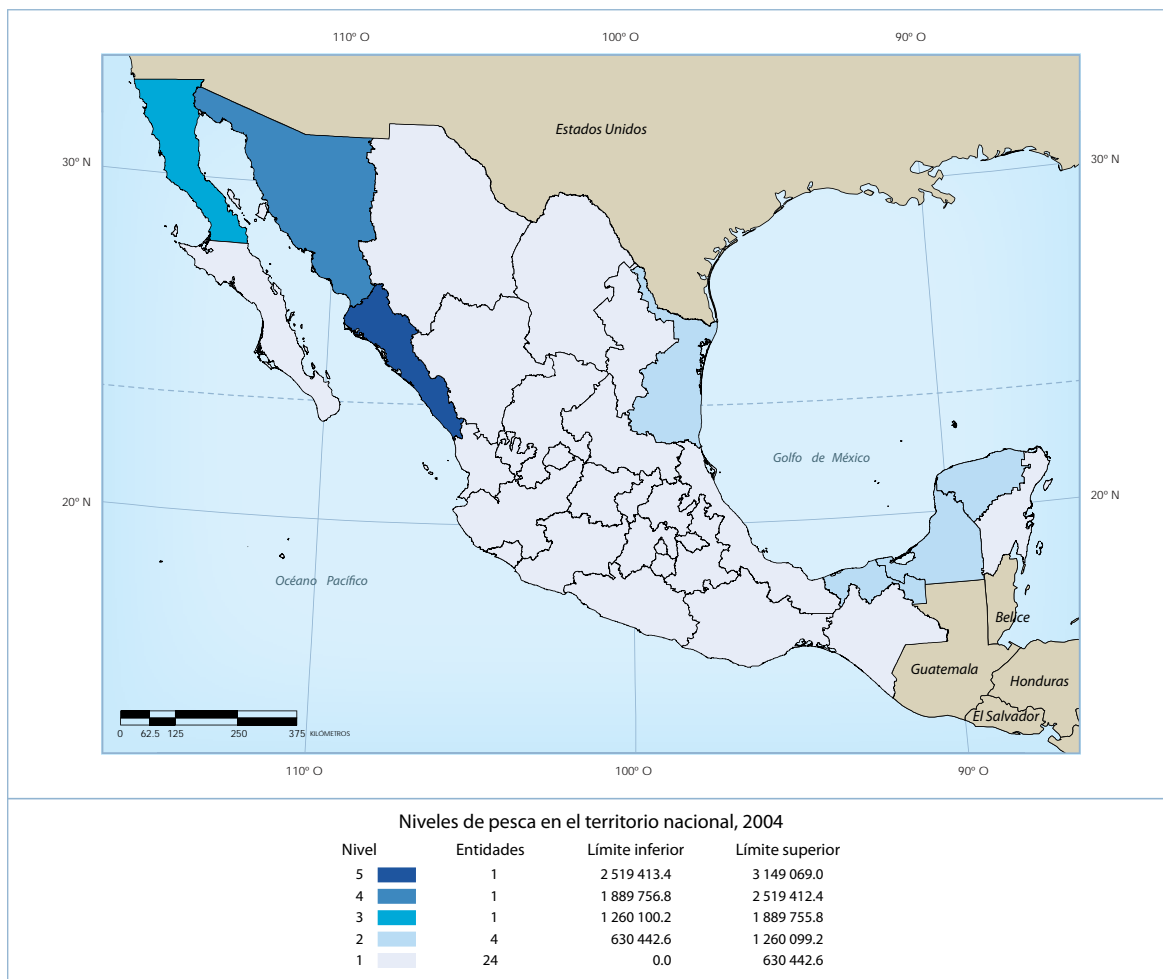 110º O 100º O 90º O
Estados Unidos
30º N 30º N
Golfo de México
20º N 20º N
Océano Pacífico
Belice
Guatemala
Honduras
El Salvador
0 62.5 125 250 375 KILÓMETROS
110º O 100º O 90º O
Niveles de pesca en el territorio nacional, 2004
Nivel Entidades Límite inferior Límite superior
5 1 2 519 413.4 3 149 069.0
4 1 1 889 756.8 2 519 412.4
3 1 1 260 100.2 1 889 755.8
2 4 630 442.6 1 260 099.2
1 24 0.0 630 442.6